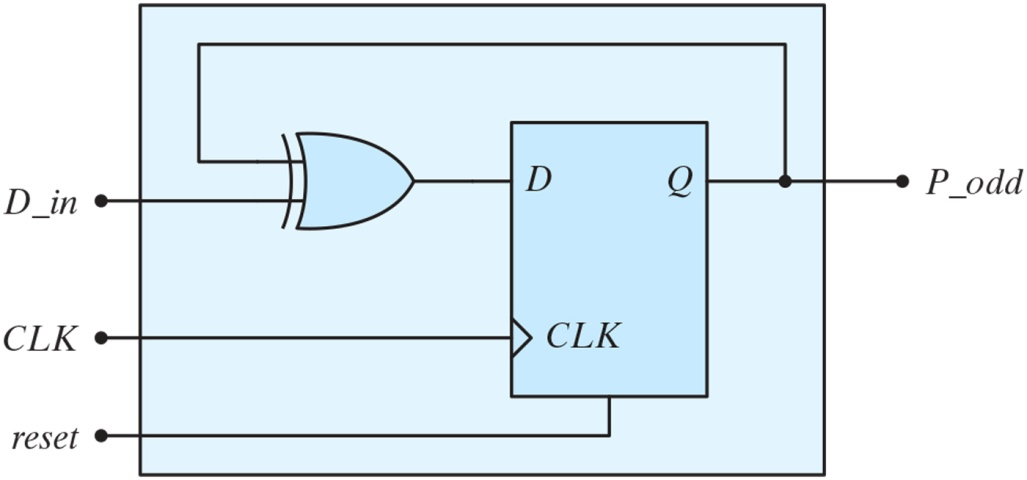 D_in
D
Q
P_odd
CLK
CLK
reset